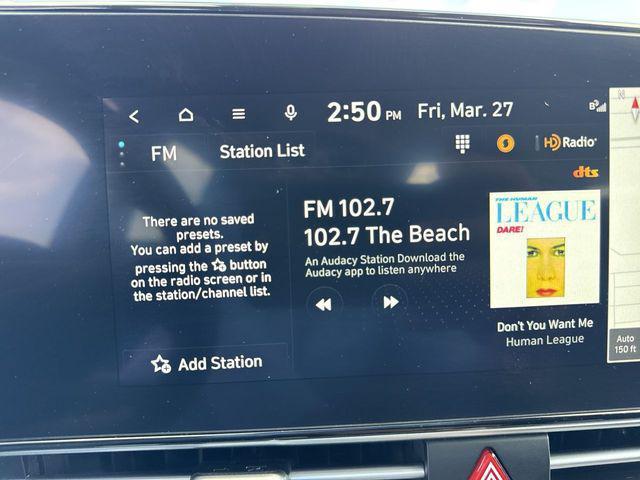 2:50 PM Fri, Mar. 27
FM Station List HD Radio
dts
There are no saved
presets.
You can add a preset by
pressing the button
on the radio screen or in
the station/channel list.
Add Station
FM 102.7
102.7 The Beach
An Audacy Station Download the
Audacy app to listen anywhere
THE HUMAN
LEAGUE
DARE!
Don't You Want Me
Human League
N
Auto
150 ft